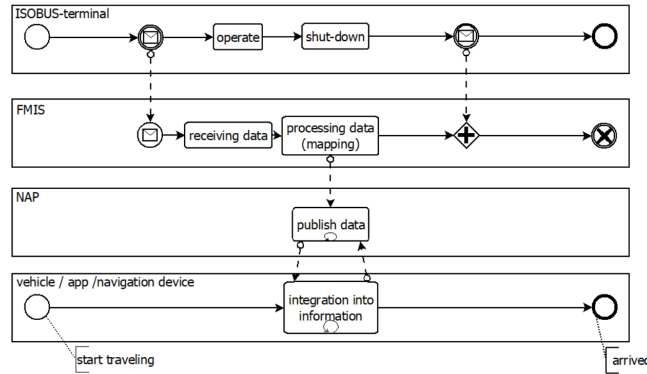 ISOBUS-terminal
operate
shut-down
FMIS
receiving data
processing data
(mapping)
NAP
publish data
vehicle / app /navigation device
integration into
information
start traveling
arrived